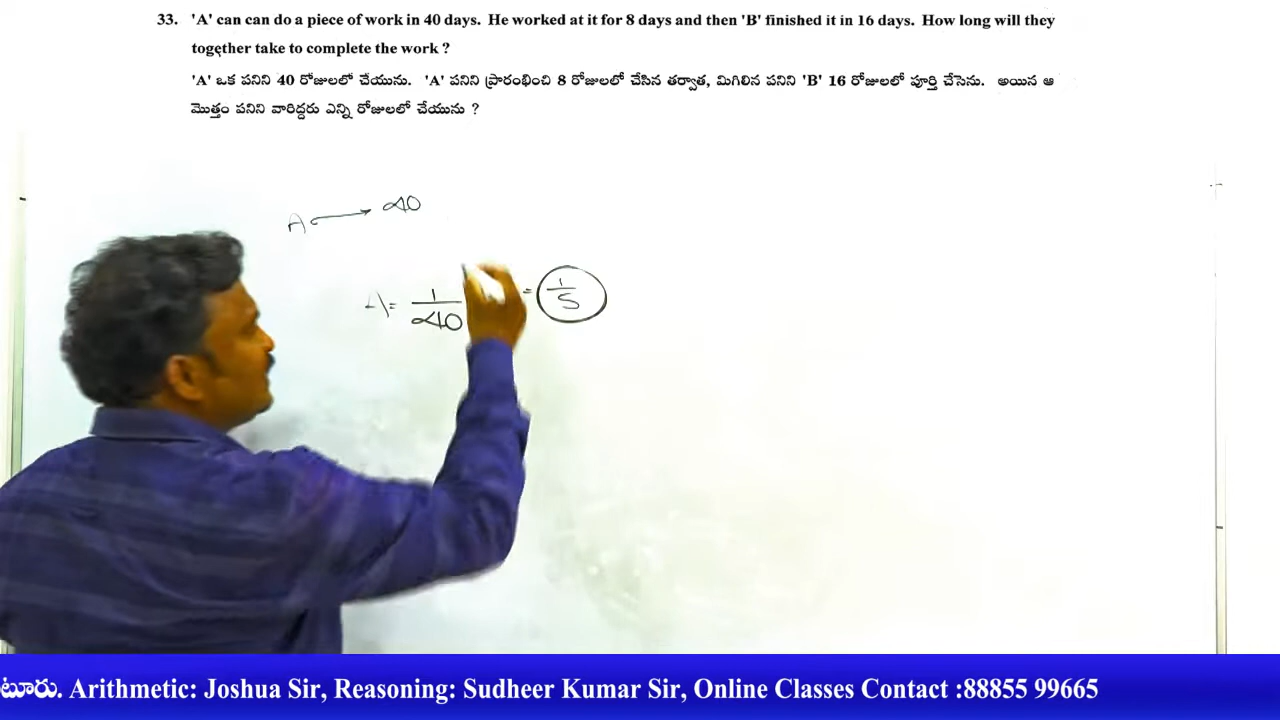 33. 'A' can can do a piece of work in 40 days. He worked at it for 8 days and then 'B' finished it in 16 days. How long will they
together take to complete the work ?
'A' ఒక పనిని 40 రోజులలో చేయును. 'A' పనిని ప్రారంభించి 8 రోజులలో చేసిన తర్వాత, మిగిలిన పనిని 'B' 16 రోజులలో పూర్తి చేసెను. అయిన ఆ
మొత్తం పనిని వారిద్దరు ఎన్ని రోజులలో చేయును ?
A → 40
A = 1/40 = 1/5
టూరు. Arithmetic: Joshua Sir, Reasoning: Sudheer Kumar Sir, Online Classes Contact :88855 99665